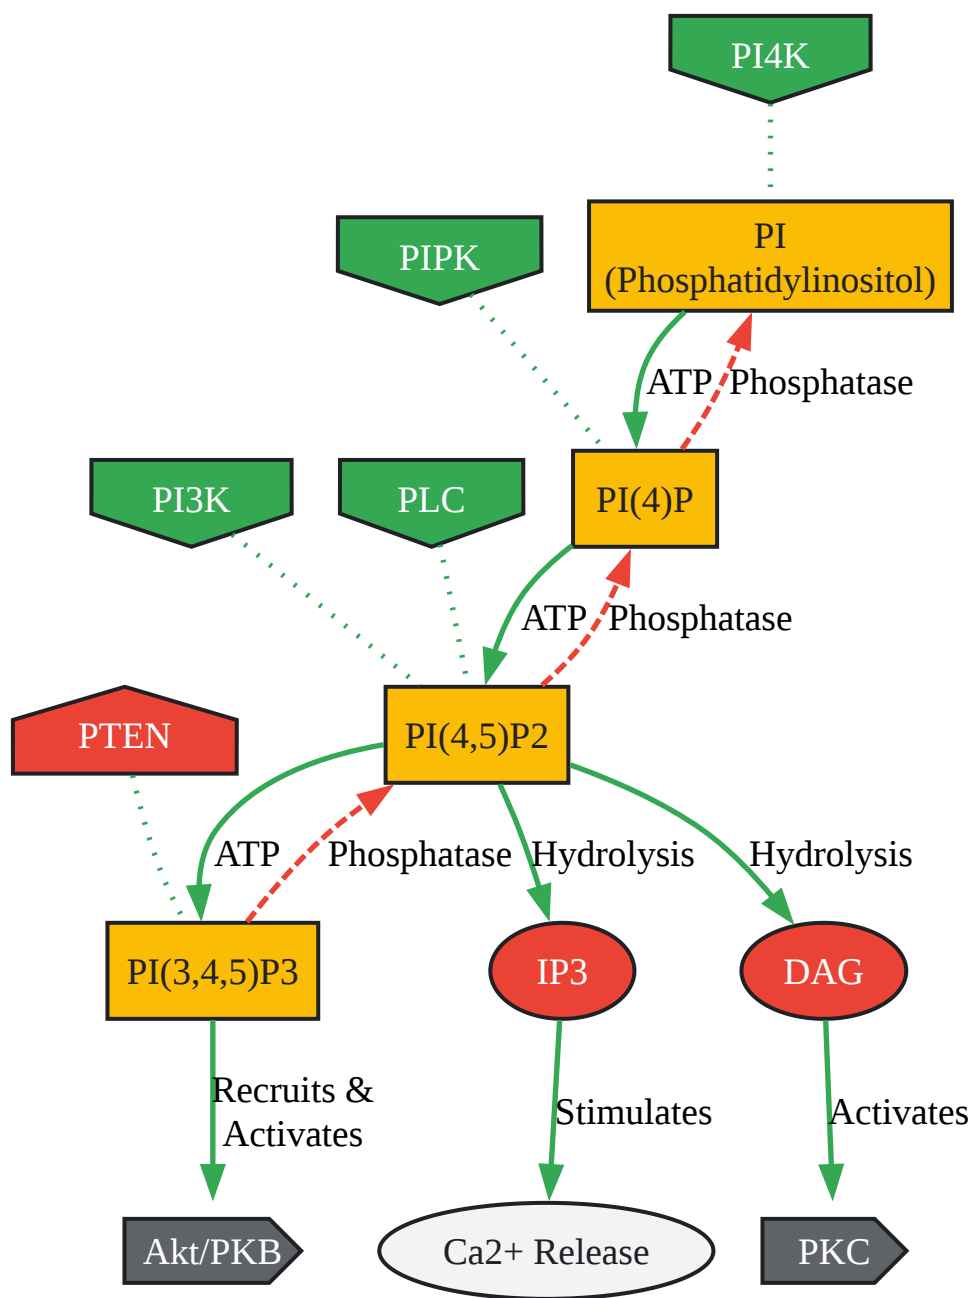 PI4K
PI
(Phosphatidylinositol)
PIPK
ATP
Phosphatase
PI3K
PLC
PI(4)P
ATP
Phosphatase
PTEN
PI(4,5)P2
ATP
Phosphatase
Hydrolysis
Hydrolysis
PI(3,4,5)P3
IP3
DAG
Recruits &
Activates
Stimulates
Activates
Akt/PKB
Ca2+ Release
PKC